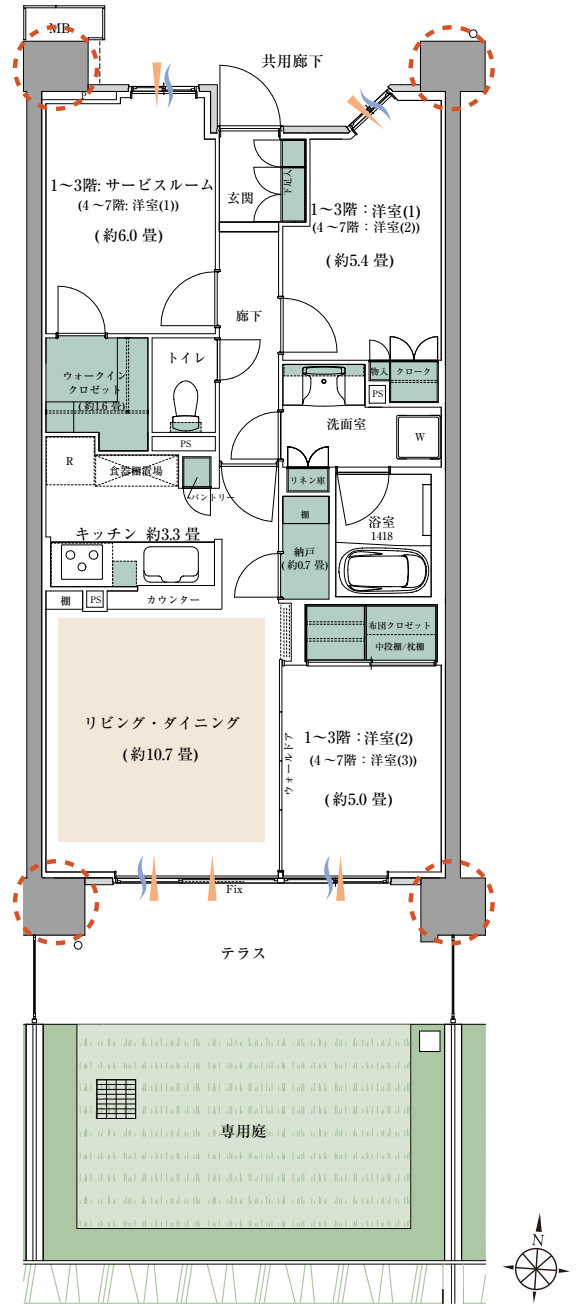 MB
共用廊下
1～3階: サービスルーム
(4～7階: 洋室(1))
(約6.0 畳)
玄関
下足入
1～3階：洋室(1)
(4～7階：洋室(2))
(約5.4 畳)
廊下
トイレ
ウォークイン
クロゼット
(約1.6 畳)
物入
クローク
PS
洗面室
W
PS
R
食器棚置場
パントリー
リネン庫
棚
納戸
(約0.7 畳)
浴室
1418
キッチン 約3.3 畳
棚
PS
カウンター
布団クロゼット
中段棚/枕棚
リビング・ダイニング
(約10.7 畳)
ウォールドア
1～3階：洋室(2)
(4～7階：洋室(3))
(約5.0 畳)
Fix
テラス
専用庭
N